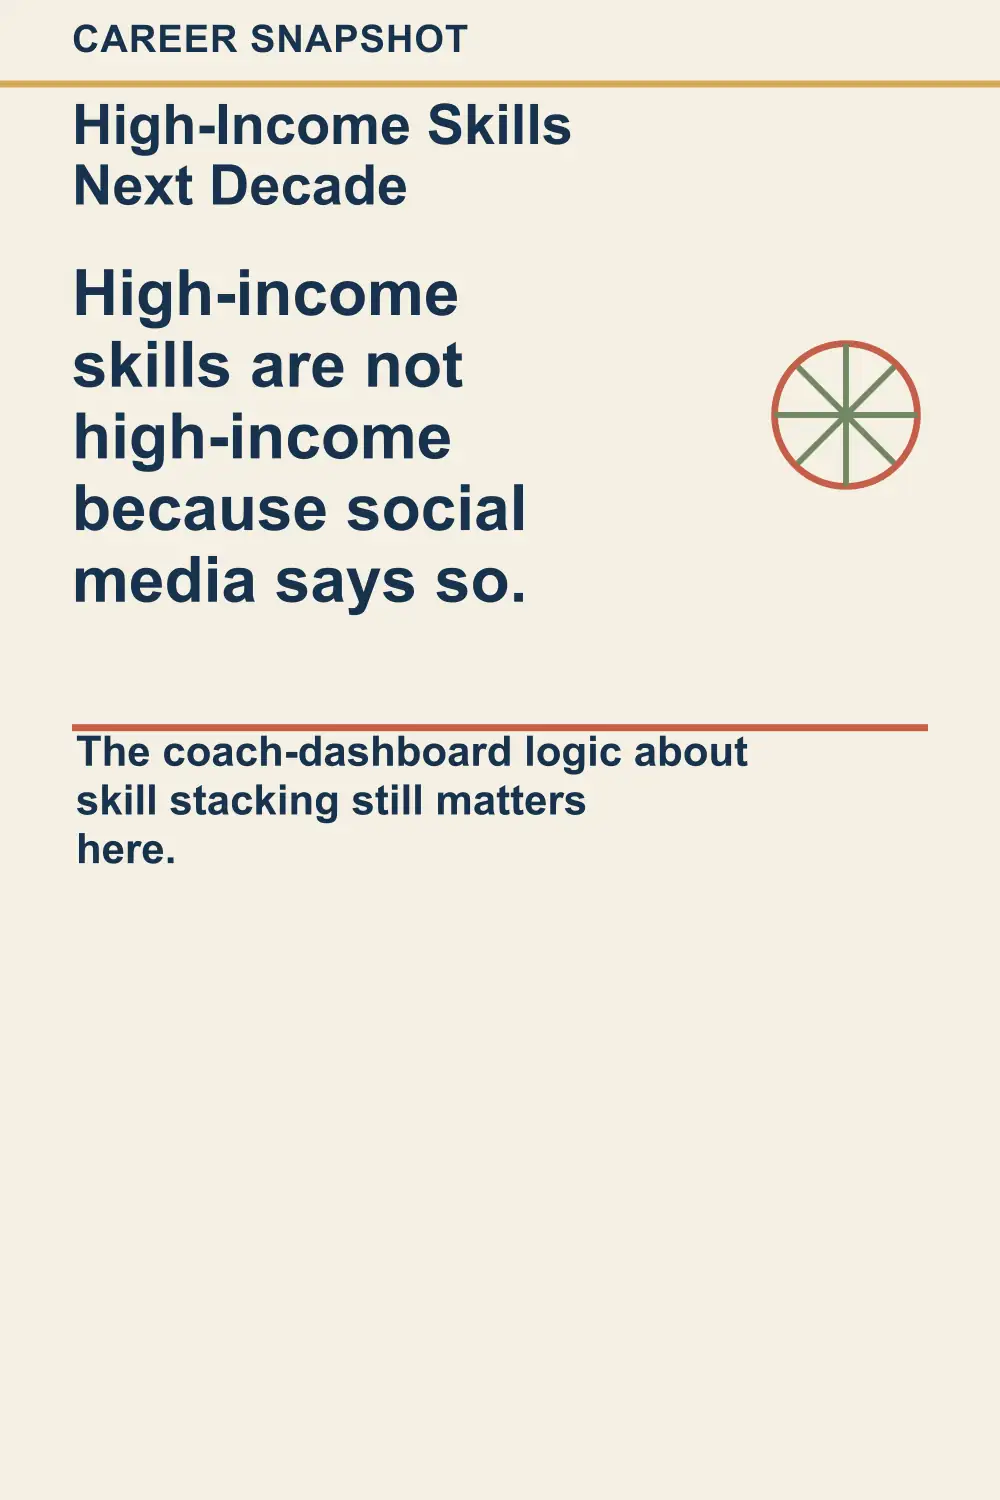 CAREER SNAPSHOT
High-Income Skills
Next Decade
High-income
skills are not
high-income
because social
media says so.
The coach-dashboard logic about
skill stacking still matters
here.